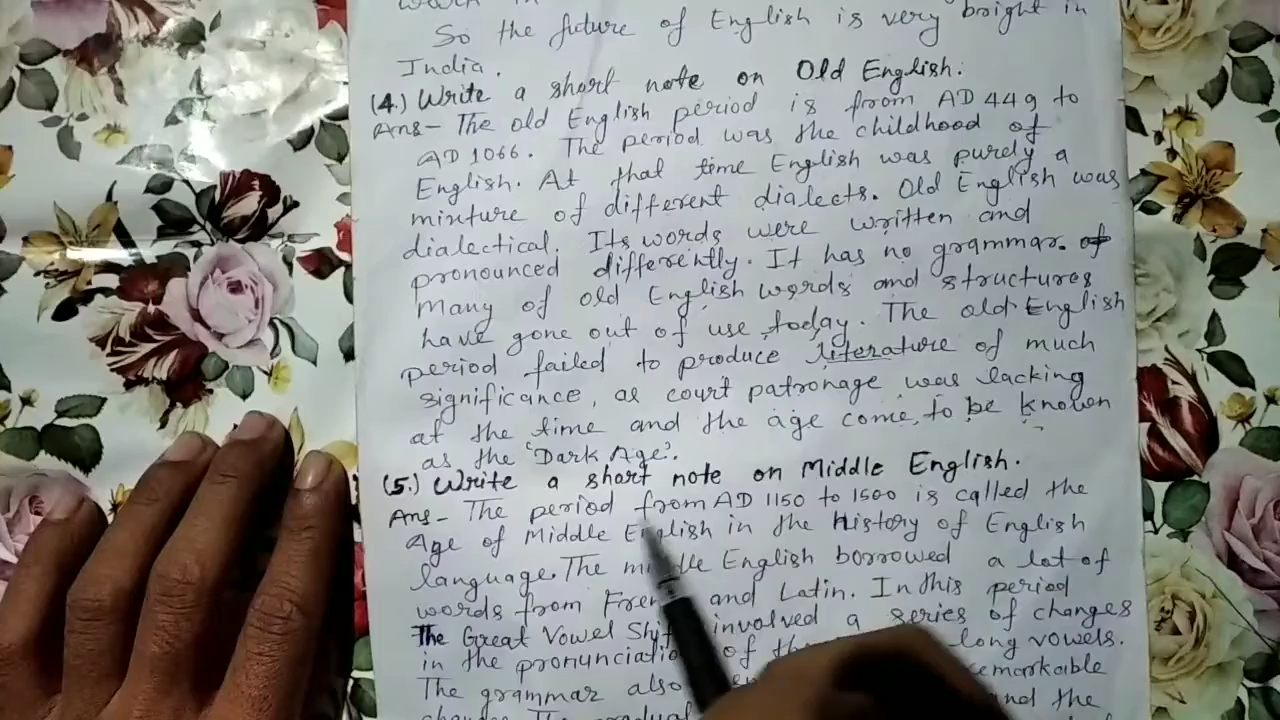 So the future of English is very bright in
India.
(4.) Write a short note on Old English.
Ans- The old English period is from AD 449 to
AD 1066. The period was the childhood of
English. At that time English was purely a
mixture of different dialects. Old English was
dialectical. Its words were written and
pronounced differently. It has no grammar.
Many of old English words and structures
have gone out of use today. The old English
period failed to produce literature of much
significance, as court patronage was lacking
at the time and the age come to be known
as the 'Dark Age'.
(5.) Write a short note on Middle English.
Ans- The period from AD 1150 to 1500 is called the
Age of Middle English in the history of English
language. The middle English borrowed a lot of
words from French and Latin. In this period
The Great Vowel Shift involved a series of changes
in the pronunciation of long vowels.
The grammar also remarkable
and the